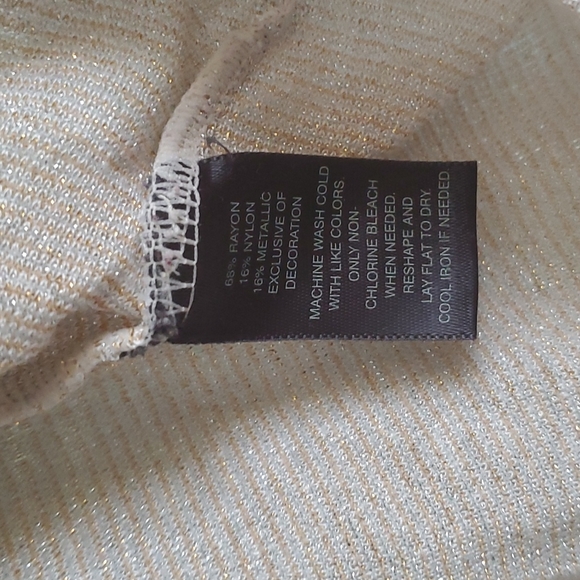 68% RAYON
16% NYLON
16% METALLIC
EXCLUSIVE OF
DECORATION
MACHINE WASH COLD
WITH LIKE COLORS.
ONLY NON-
CHLORINE BLEACH
WHEN NEEDED.
RESHAPE AND
LAY FLAT TO DRY.
COOL IRON IF NEEDED